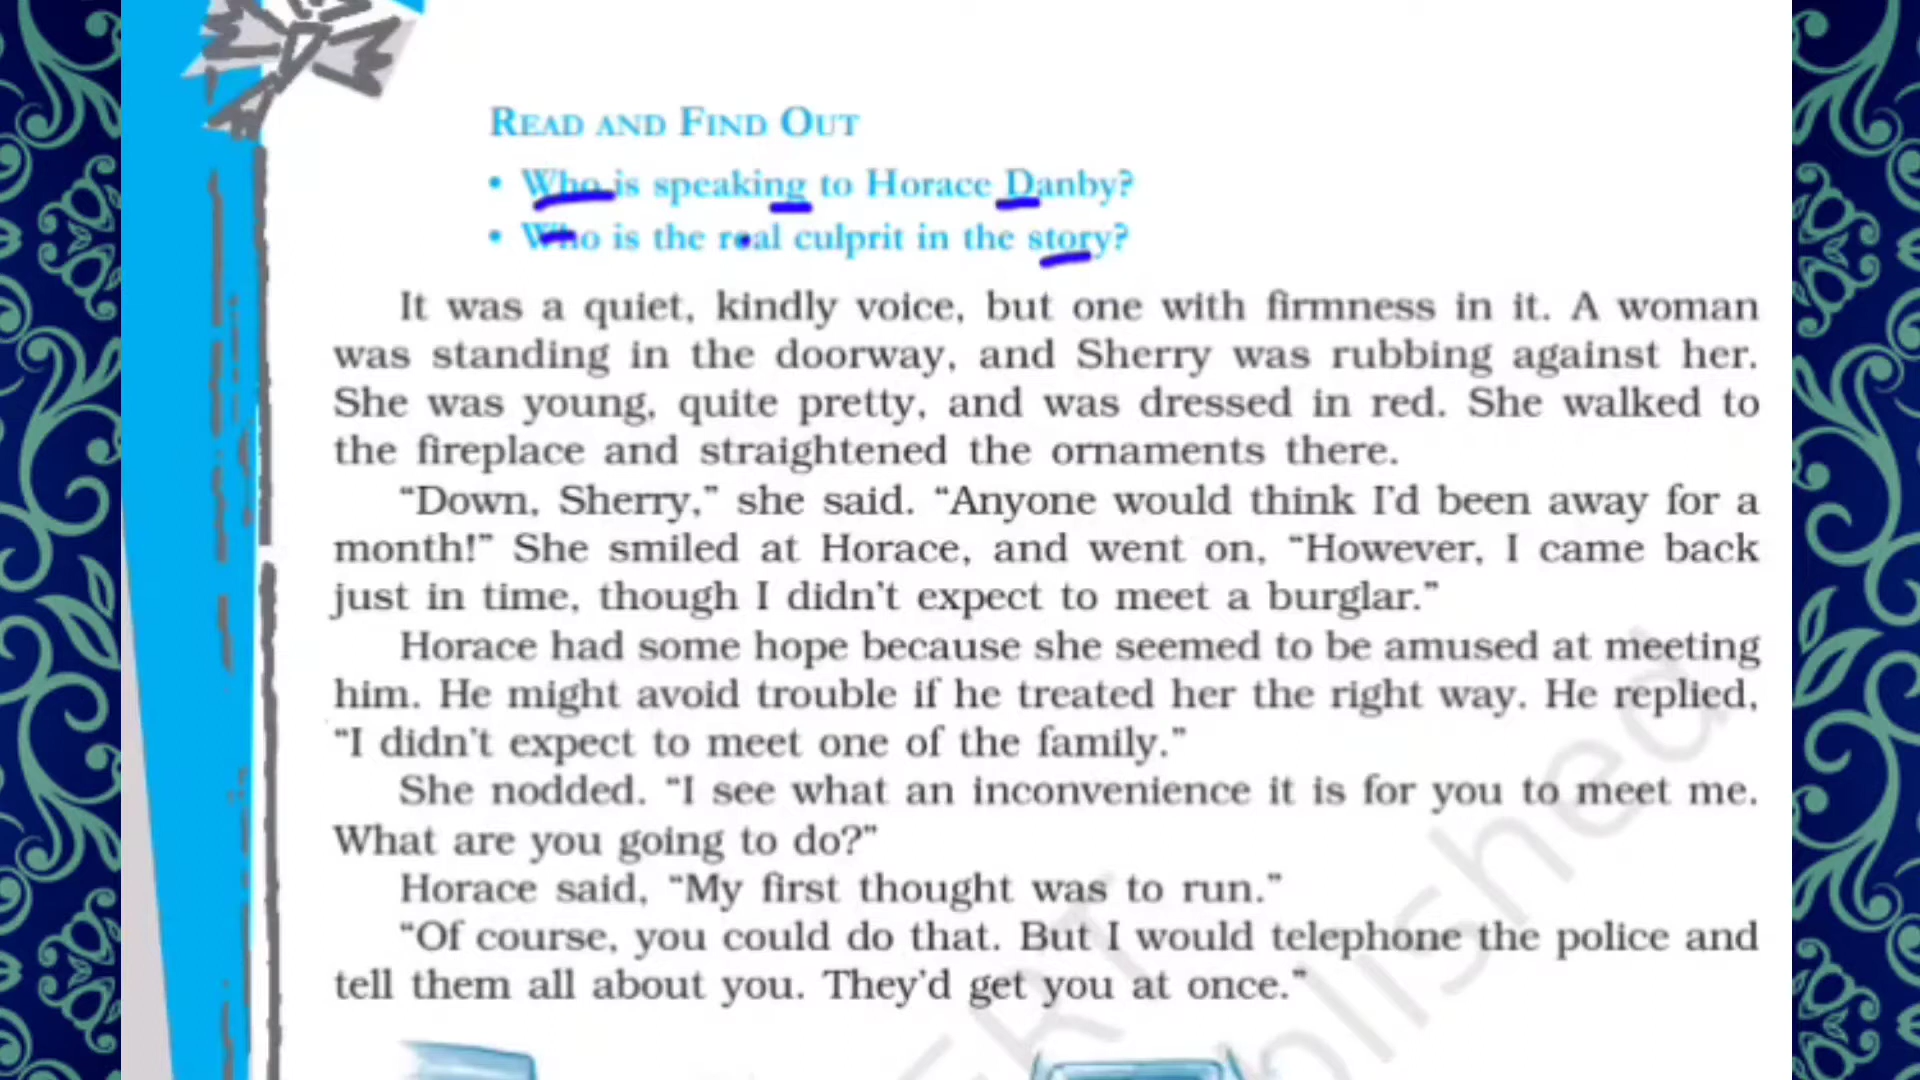 READ AND FIND OUT
• Who is speaking to Horace Danby?
• Who is the real culprit in the story?
It was a quiet, kindly voice, but one with firmness in it. A woman
was standing in the doorway, and Sherry was rubbing against her.
She was young, quite pretty, and was dressed in red. She walked to
the fireplace and straightened the ornaments there.
“Down, Sherry,” she said. “Anyone would think I’d been away for a
month!” She smiled at Horace, and went on, “However, I came back
just in time, though I didn’t expect to meet a burglar.”
Horace had some hope because she seemed to be amused at meeting
him. He might avoid trouble if he treated her the right way. He replied,
“I didn’t expect to meet one of the family.”
She nodded. “I see what an inconvenience it is for you to meet me.
What are you going to do?”
Horace said, “My first thought was to run.”
“Of course, you could do that. But I would telephone the police and
tell them all about you. They’d get you at once.”